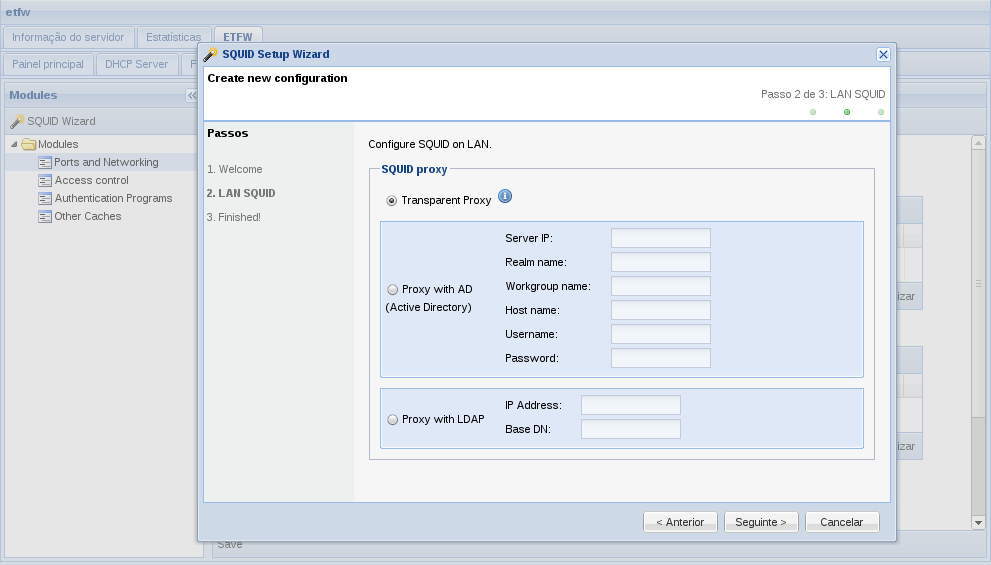 etfw
Informação do servidor
Estatísticas
ETFW
Painel principal
DHCP Server
F
SQUID Setup Wizard
Create new configuration
Passo 2 de 3: LAN SQUID
Modules
SQUID Wizard
Modules
Ports and Networking
Access control
Authentication Programs
Other Caches
Passos
1. Welcome
2. LAN SQUID
3. Finished!
Configure SQUID on LAN.
SQUID proxy
Transparent Proxy
Proxy with AD
(Active Directory)
Server IP:
Realm name:
Workgroup name:
Host name:
Username:
Password:
Proxy with LDAP
IP Address:
Base DN:
izar
izar
< Anterior
Seguinte >
Cancelar
Save